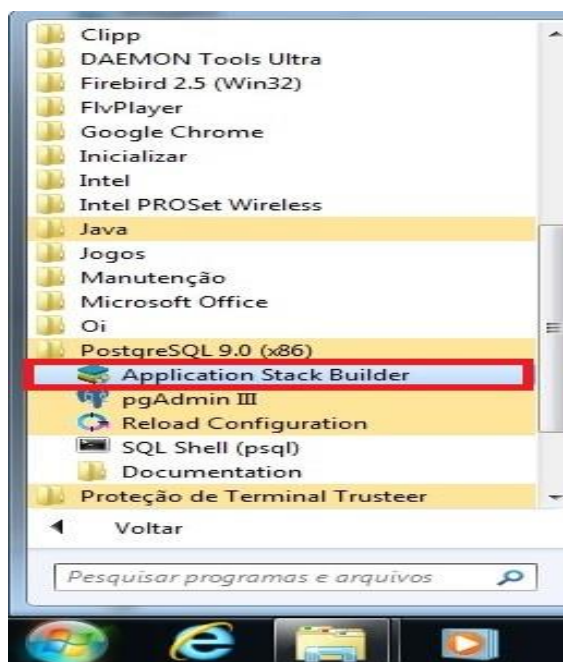 Clipp
DAEMON Tools Ultra
Firebird 2.5 (Win32)
FlvPlayer
Google Chrome
Inicializar
Intel
Intel PROSet Wireless
Java
Jogos
Manutenção
Microsoft Office
Oi
PostgreSQL 9.0 (x86)
Application Stack Builder
pgAdmin III
Reload Configuration
SQL Shell (psql)
Documentation
Proteção de Terminal Trusteer
Voltar
Pesquisar programas e arquivos